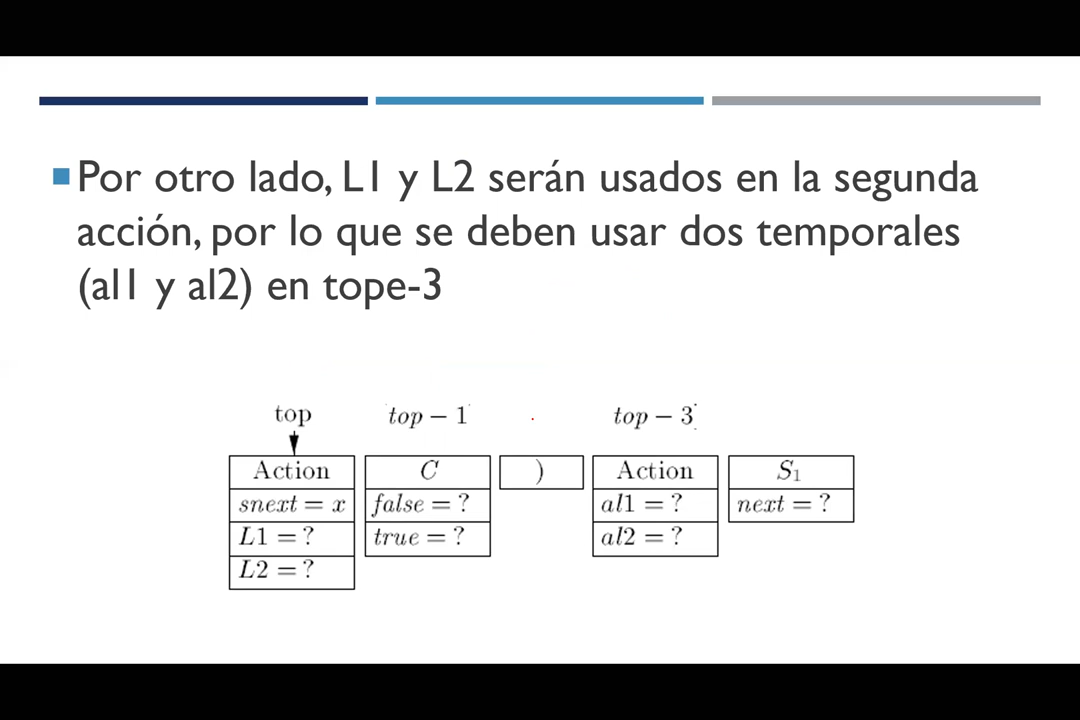 Por otro lado, L1 y L2 serán usados en la segunda
acción, por lo que se deben usar dos temporales
(al1 y al2) en tope-3
top top − 1 top − 3
Action C ) Action S1
snext = x false = ? al1 = ? next = ?
L1 = ? true = ? al2 = ?
L2 = ?